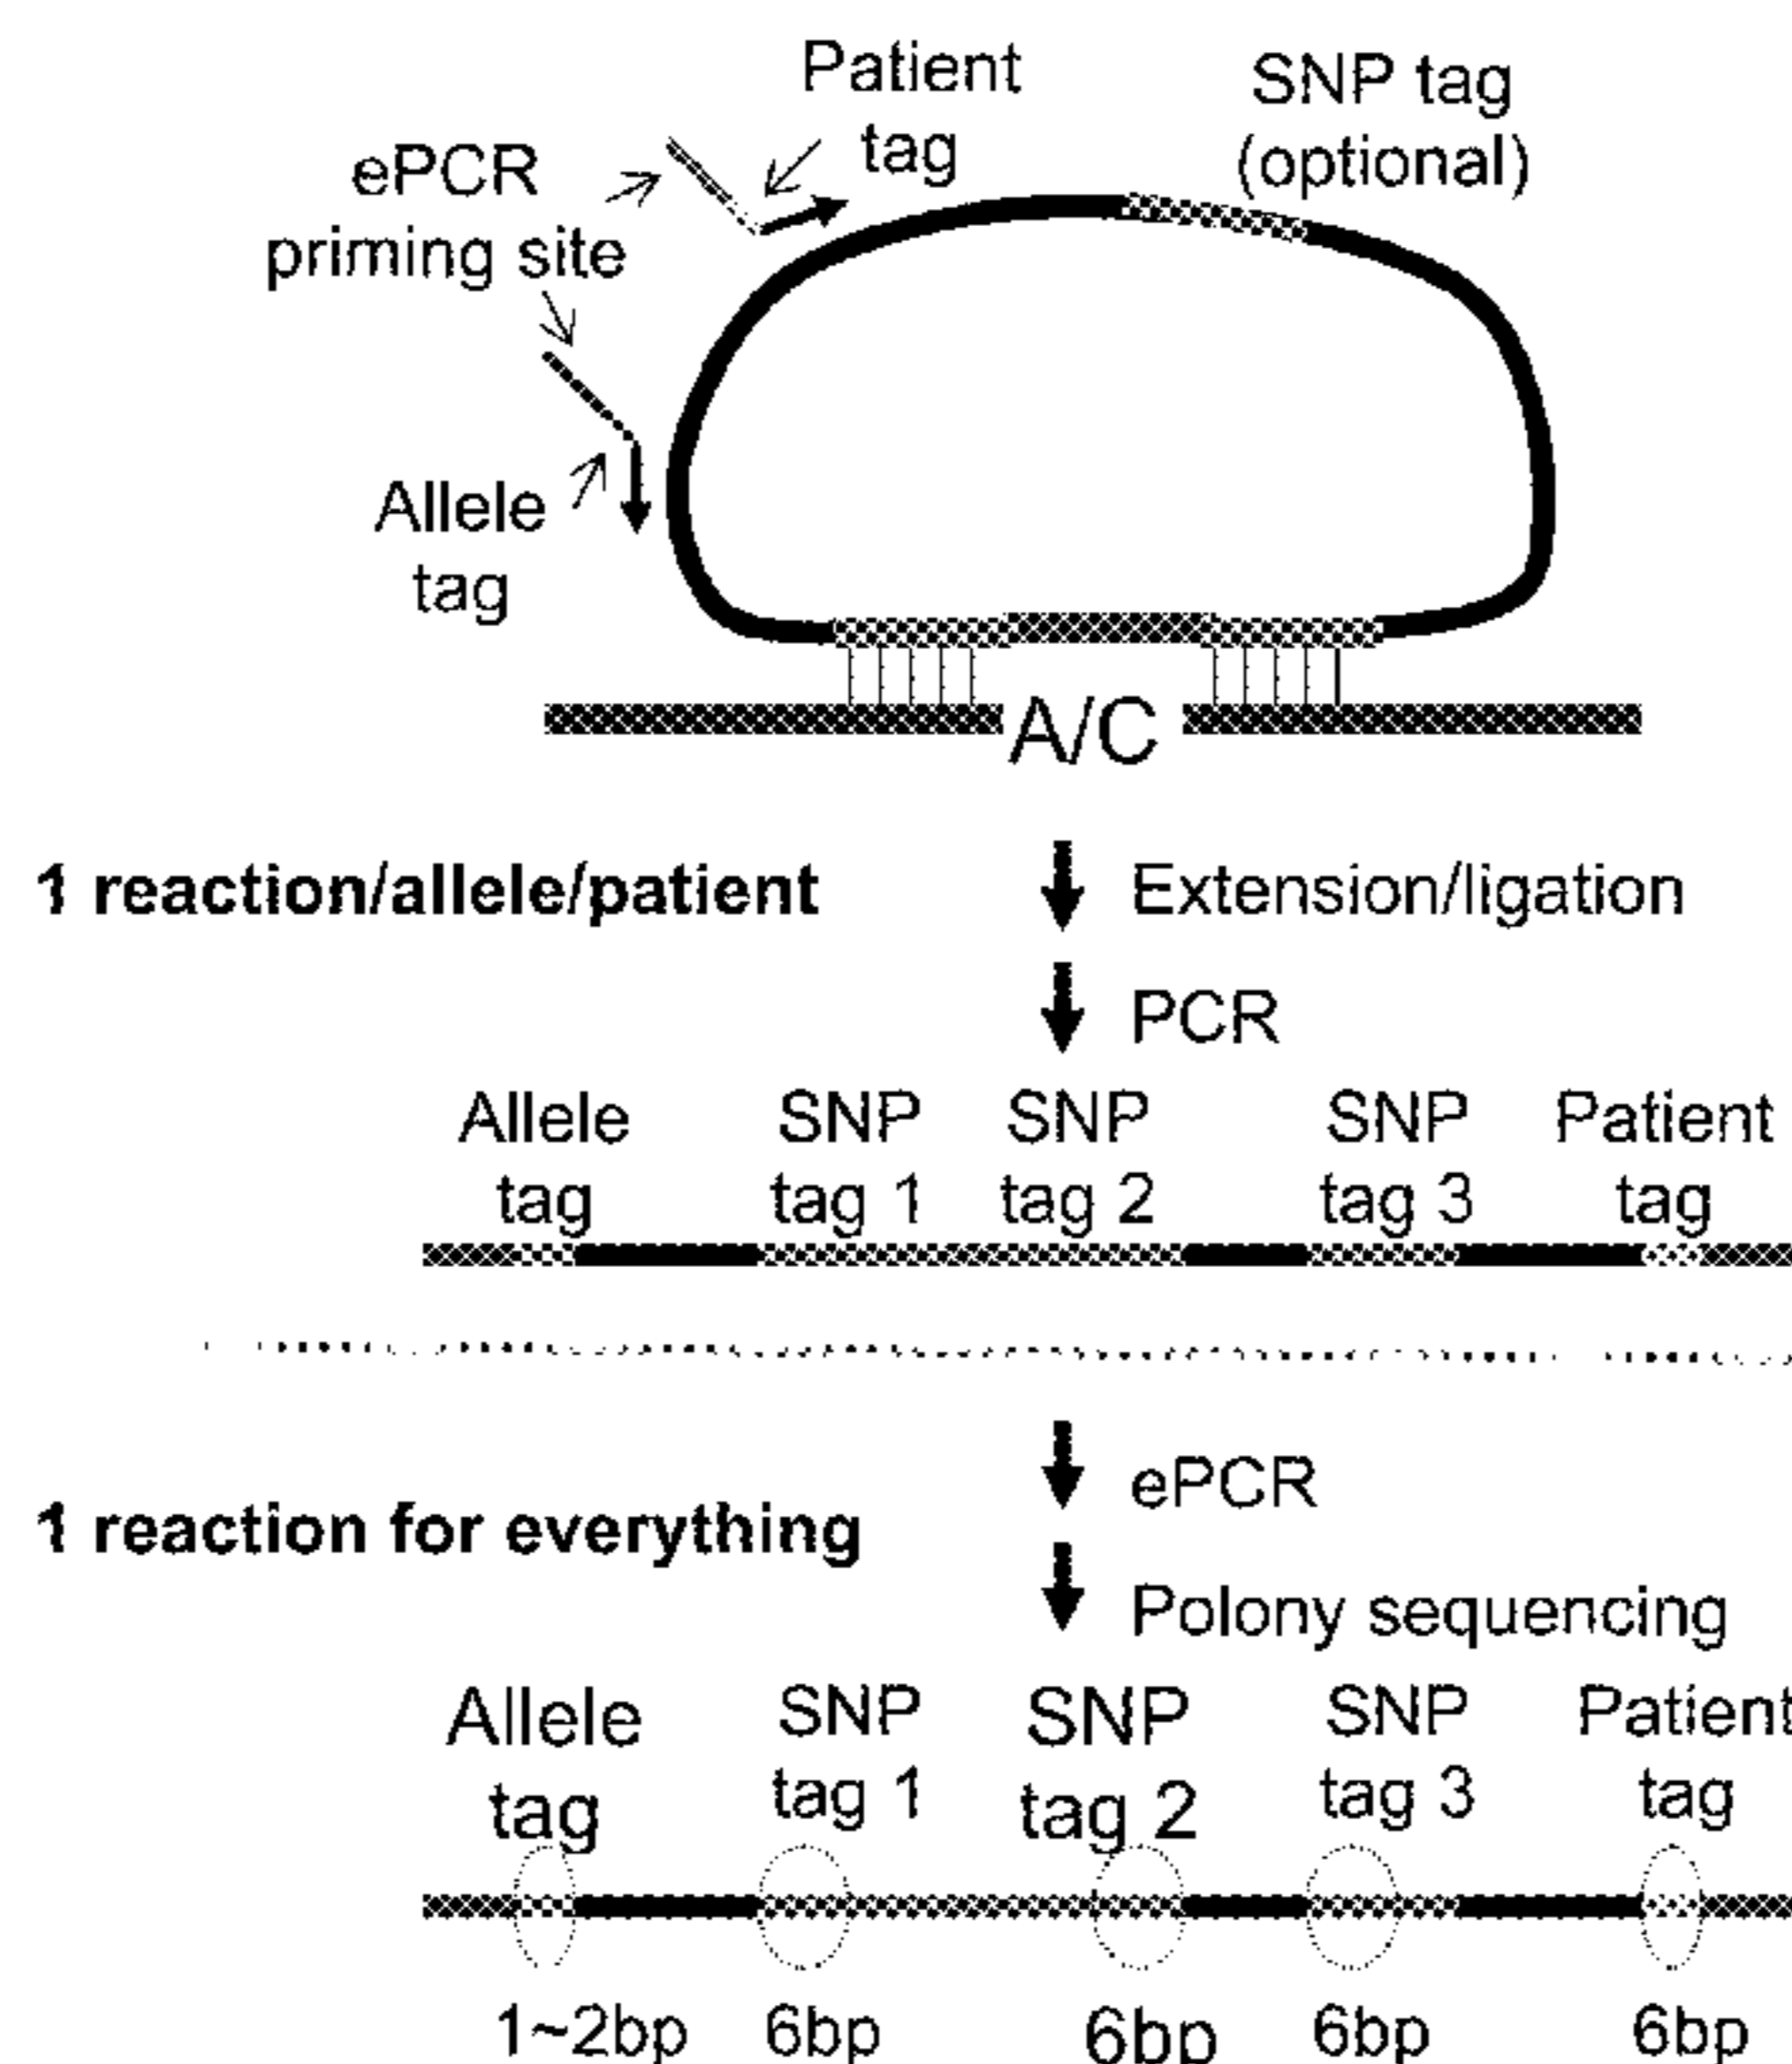 Patient
tag
SNP tag
(optional)
ePCR
priming site
Allele
tag
A/C
1 reaction/allele/patient
Extension/ligation
PCR
Allele
tag
SNP
tag 1
SNP
tag 2
SNP
tag 3
Patient
tag
1 reaction for everything
ePCR
Polony sequencing
Allele
tag
SNP
tag 1
SNP
tag 2
SNP
tag 3
Patient
tag
1~2bp
6bp
6bp
6bp
6bp